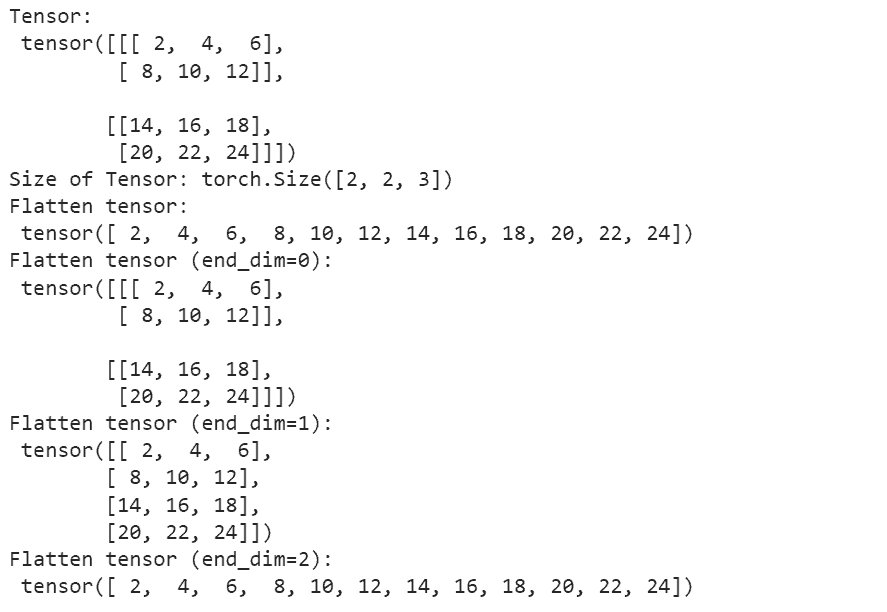 Tensor:
 tensor([[[ 2,  4,  6],
         [ 8, 10, 12]],

        [[14, 16, 18],
         [20, 22, 24]]])
Size of Tensor: torch.Size([2, 2, 3])
Flatten tensor:
 tensor([ 2,  4,  6,  8, 10, 12, 14, 16, 18, 20, 22, 24])
Flatten tensor (end_dim=0):
 tensor([[[ 2,  4,  6],
         [ 8, 10, 12]],

        [[14, 16, 18],
         [20, 22, 24]]])
Flatten tensor (end_dim=1):
 tensor([[ 2,  4,  6],
        [ 8, 10, 12],
        [14, 16, 18],
        [20, 22, 24]])
Flatten tensor (end_dim=2):
 tensor([ 2,  4,  6,  8, 10, 12, 14, 16, 18, 20, 22, 24])